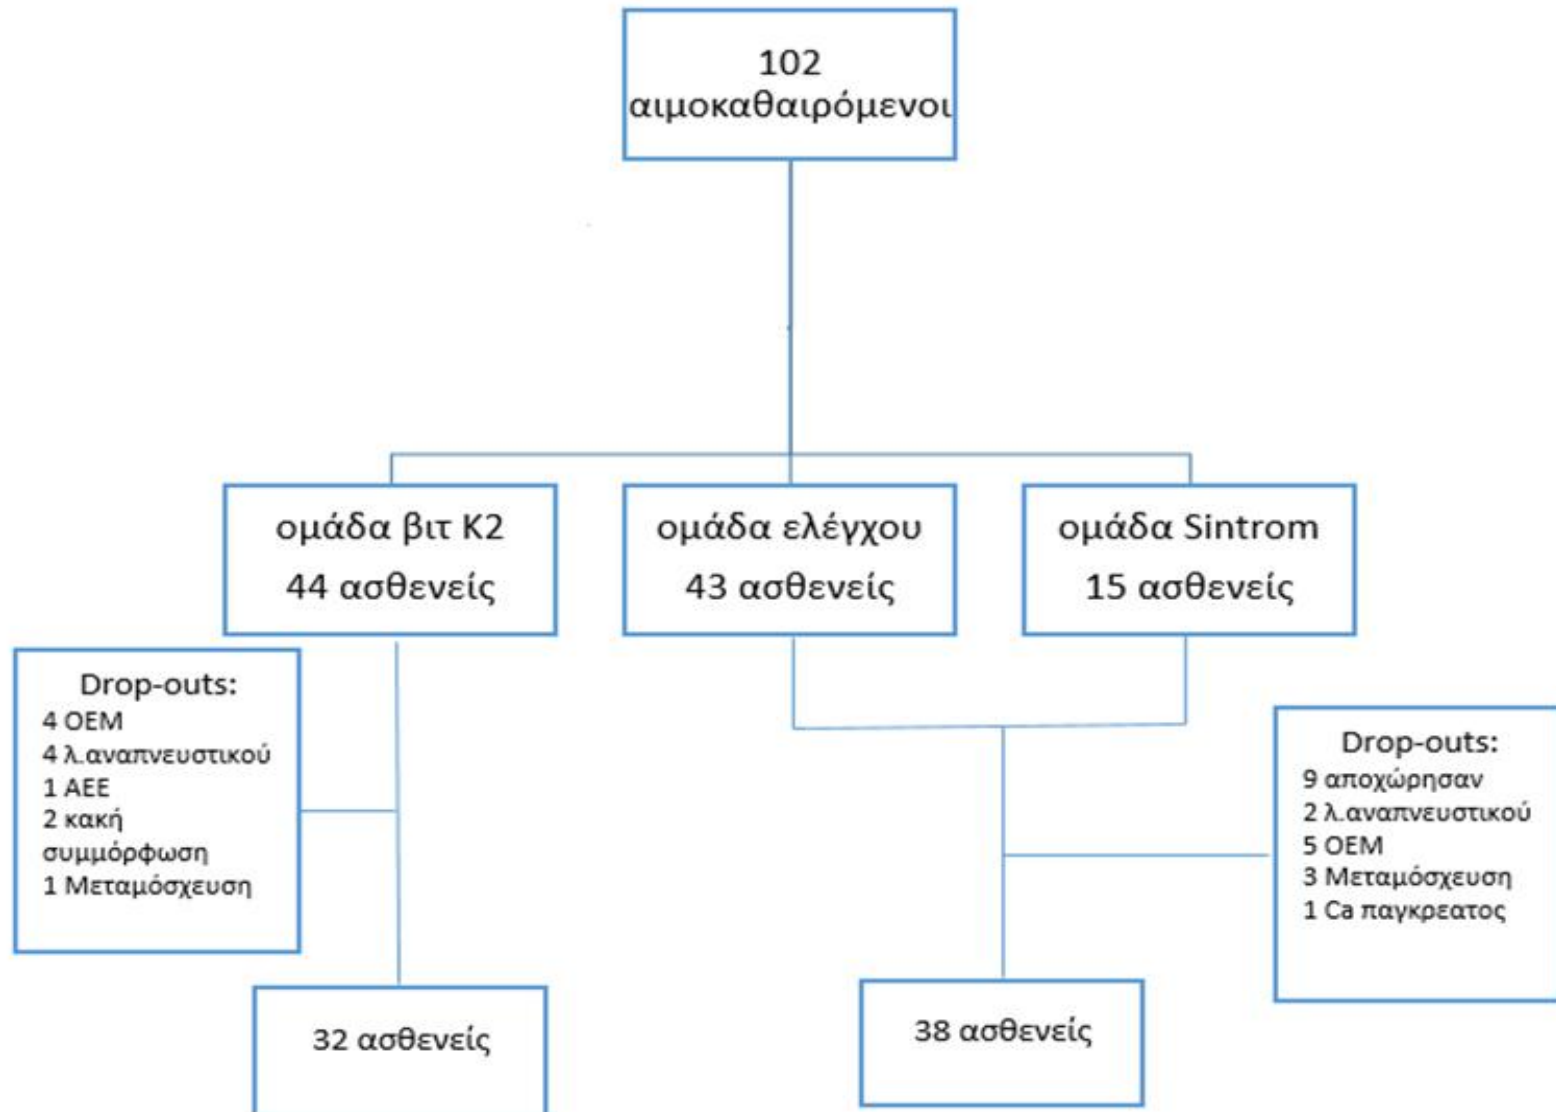 102
αιμοκαθαιρόμενοι
ομάδα βιτ Κ2
44 ασθενείς
ομάδα ελέγχου
43 ασθενείς
ομάδα Sintrom
15 ασθενείς
Drop-outs:
4 ΟΕΜ
4 λ.αναπνευστικού
1 ΑΕΕ
2 κακή
συμμόρφωση
1 Μεταμόσχευση
Drop-outs:
9 αποχώρησαν
2 λ.αναπνευστικού
5 ΟΕΜ
3 Μεταμόσχευση
1 Ca παγκρεατος
32 ασθενείς
38 ασθενείς